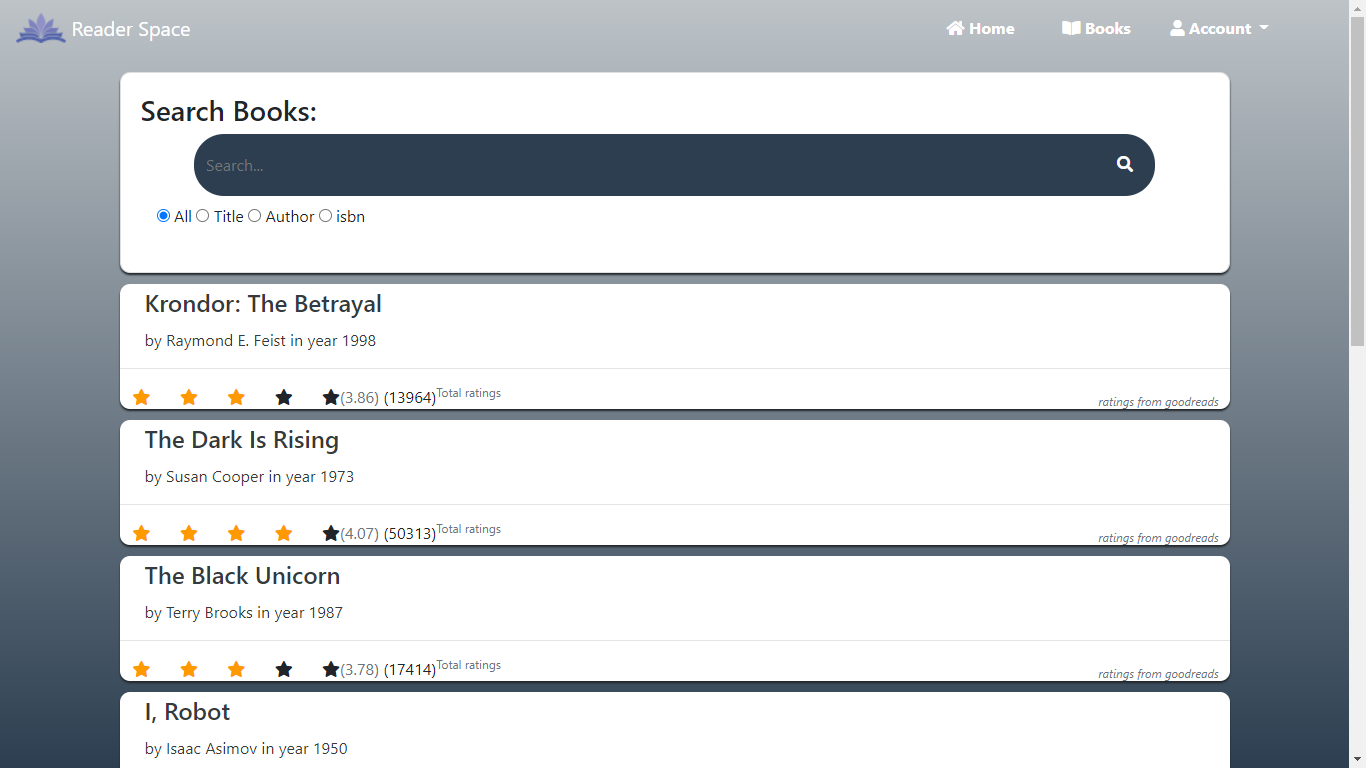 Reader Space
Home Books Account
Search Books:
Search...
All Title Author isbn
Krondor: The Betrayal
by Raymond E. Feist in year 1998
(3.86) (13964)Total ratings
ratings from goodreads
The Dark Is Rising
by Susan Cooper in year 1973
(4.07) (50313)Total ratings
ratings from goodreads
The Black Unicorn
by Terry Brooks in year 1987
(3.78) (17414)Total ratings
ratings from goodreads
I, Robot
by Isaac Asimov in year 1950